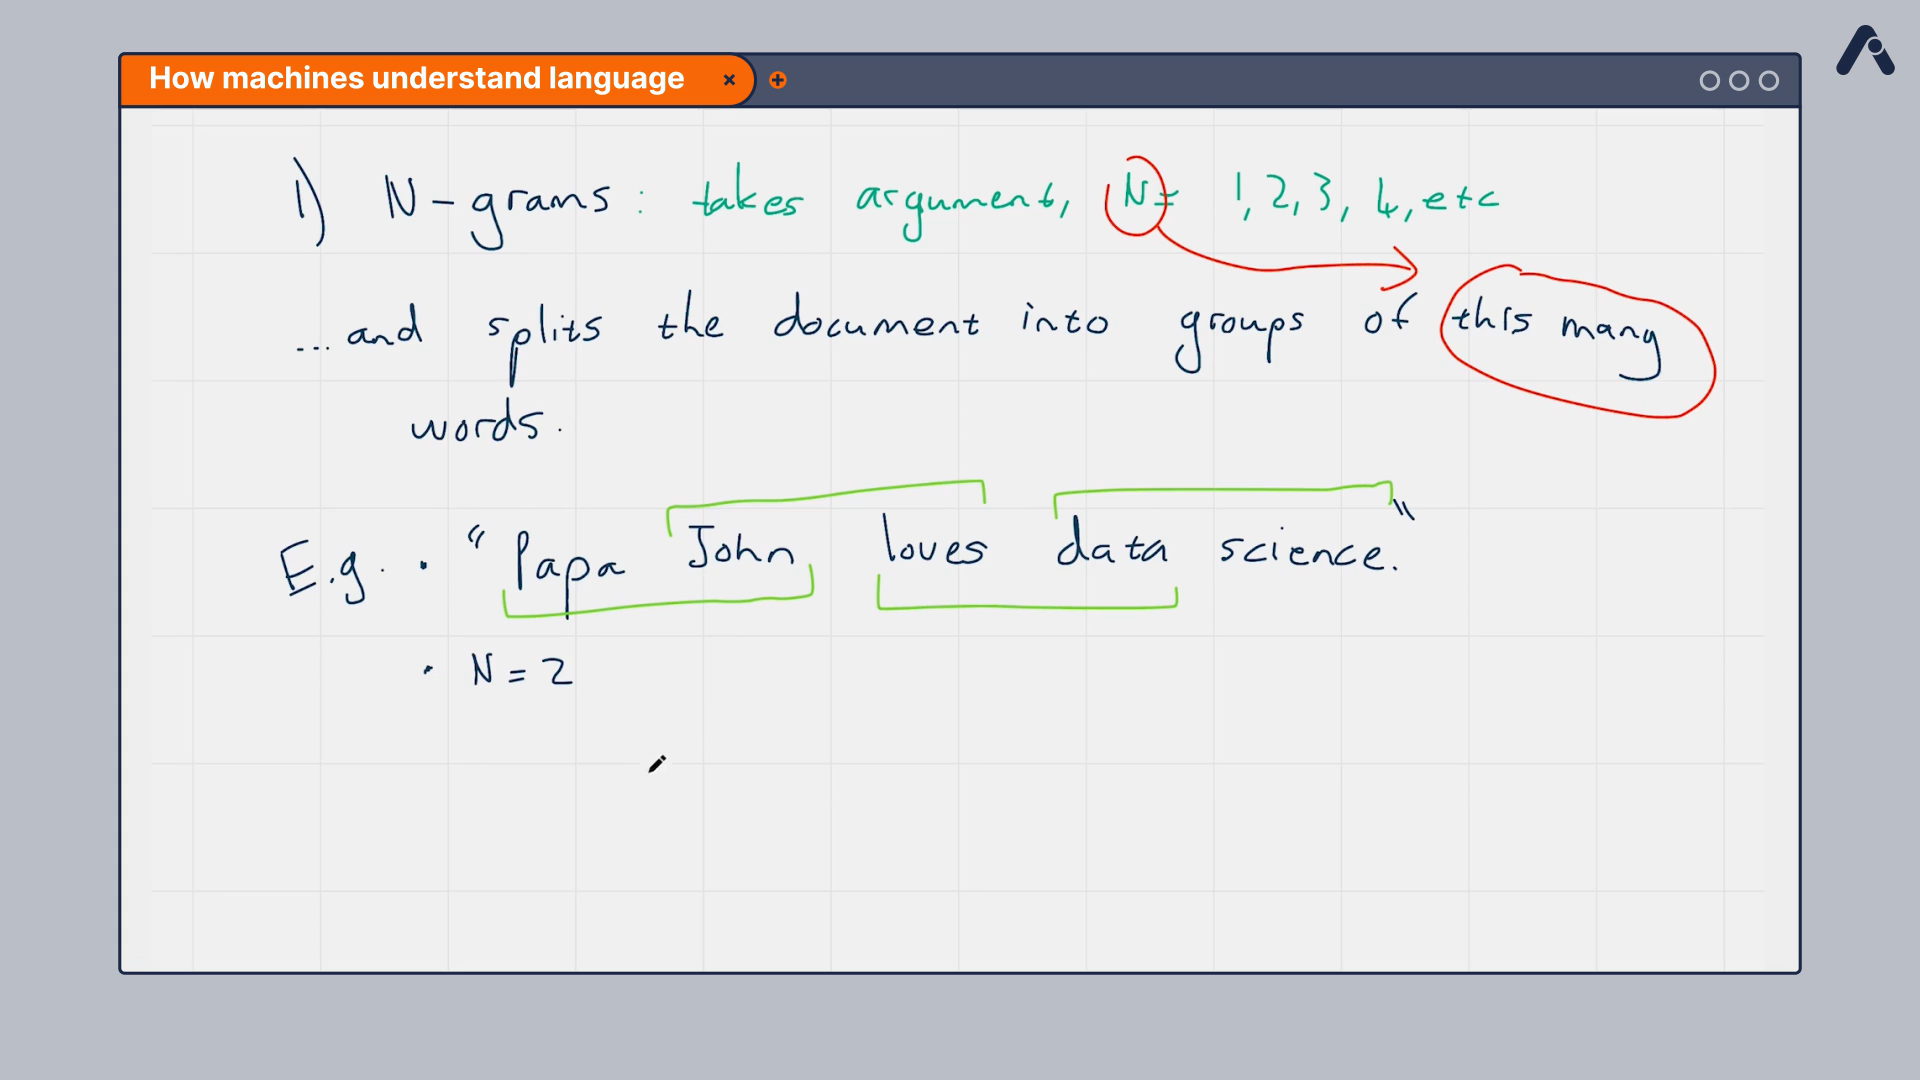 How machines understand language
1) N-grams: takes argument, N= 1, 2, 3, 4, etc
... and splits the document into groups of this many
words.
E.g. • "Papa John loves data science."
• N = 2